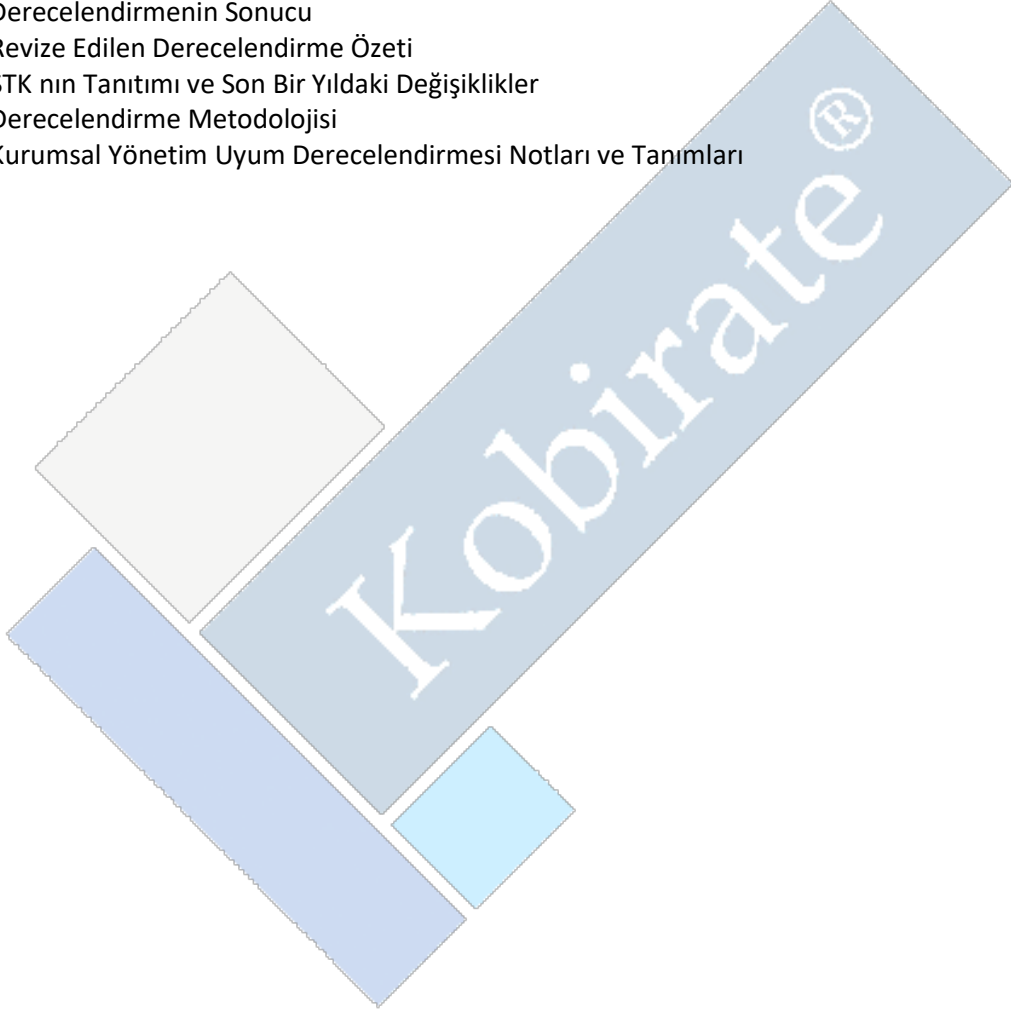 Derecelendirmenin Sonucu
Revize Edilen Derecelendirme Özeti
STK nın Tanıtımı ve Son Bir Yıldaki Değişiklikler
Derecelendirme Metodolojisi
Kurumsal Yönetim Uyum Derecelendirmesi Notları ve Tanımları
Kobirate ®